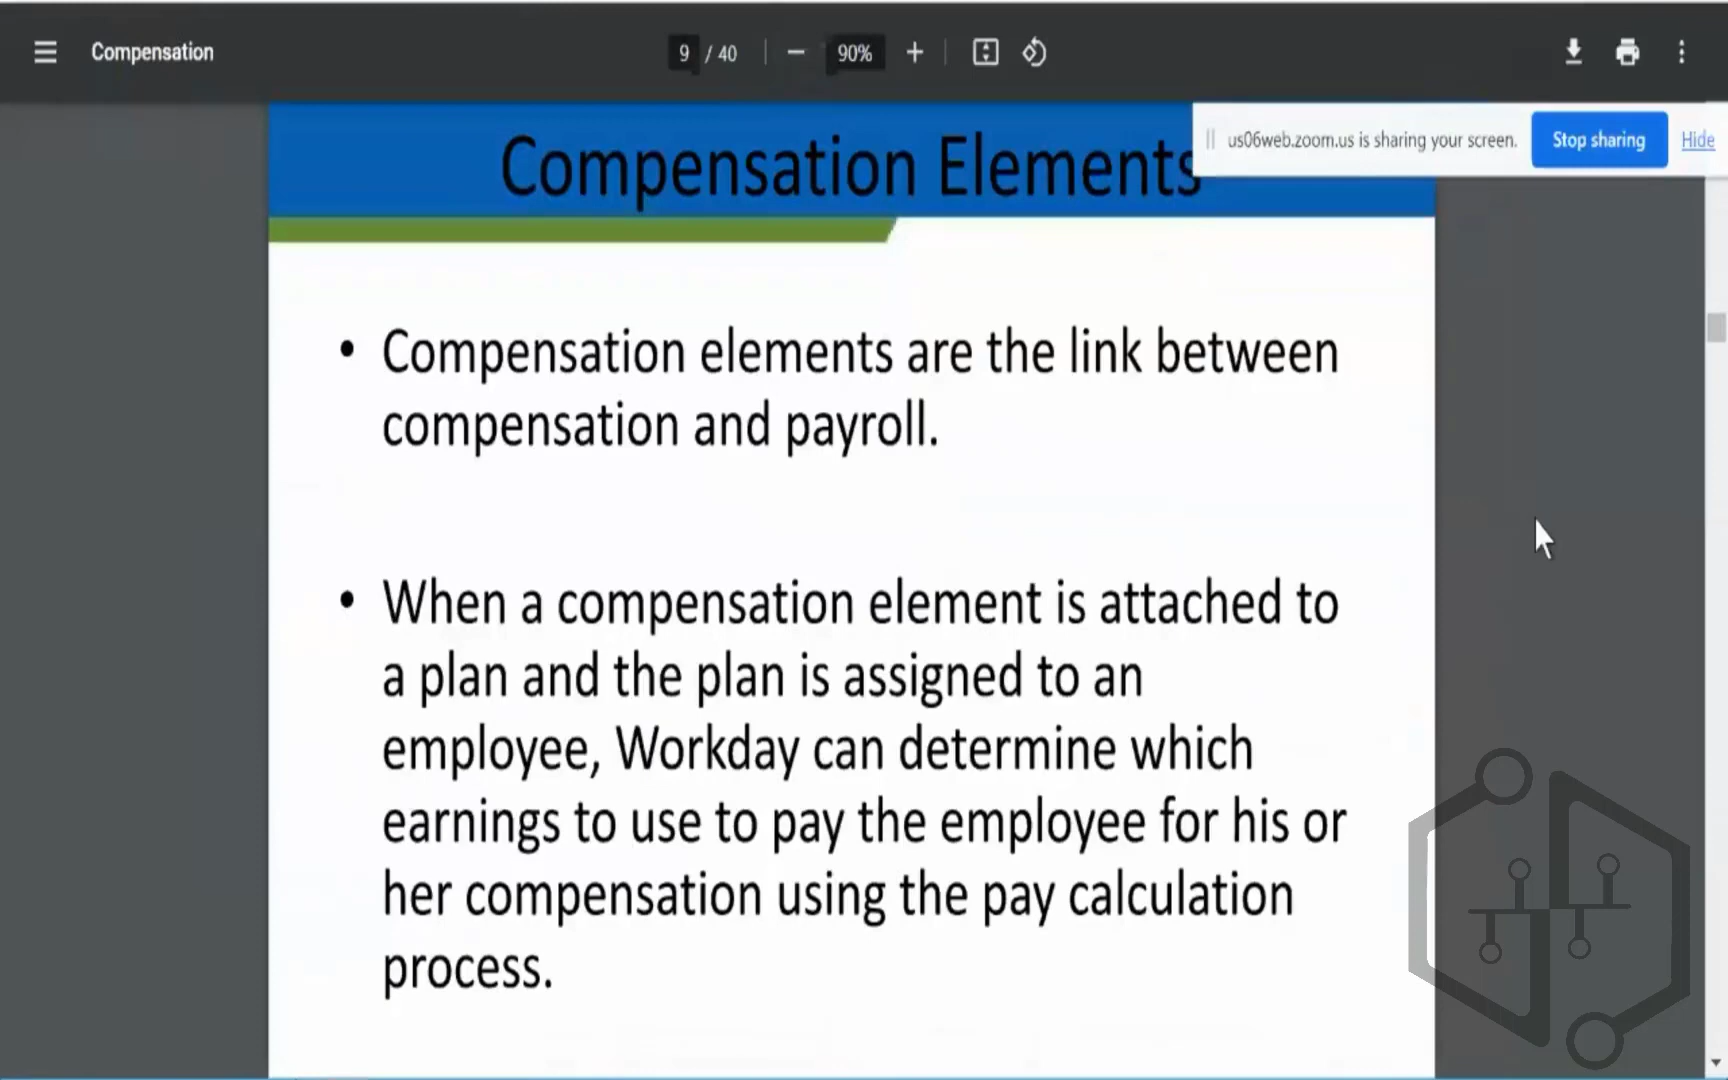 Compensation
9 / 40
90%
us06web.zoom.us is sharing your screen.
Stop sharing
Hide
Compensation Elements
• Compensation elements are the link between
compensation and payroll.
• When a compensation element is attached to
a plan and the plan is assigned to an
employee, Workday can determine which
earnings to use to pay the employee for his or
her compensation using the pay calculation
process.